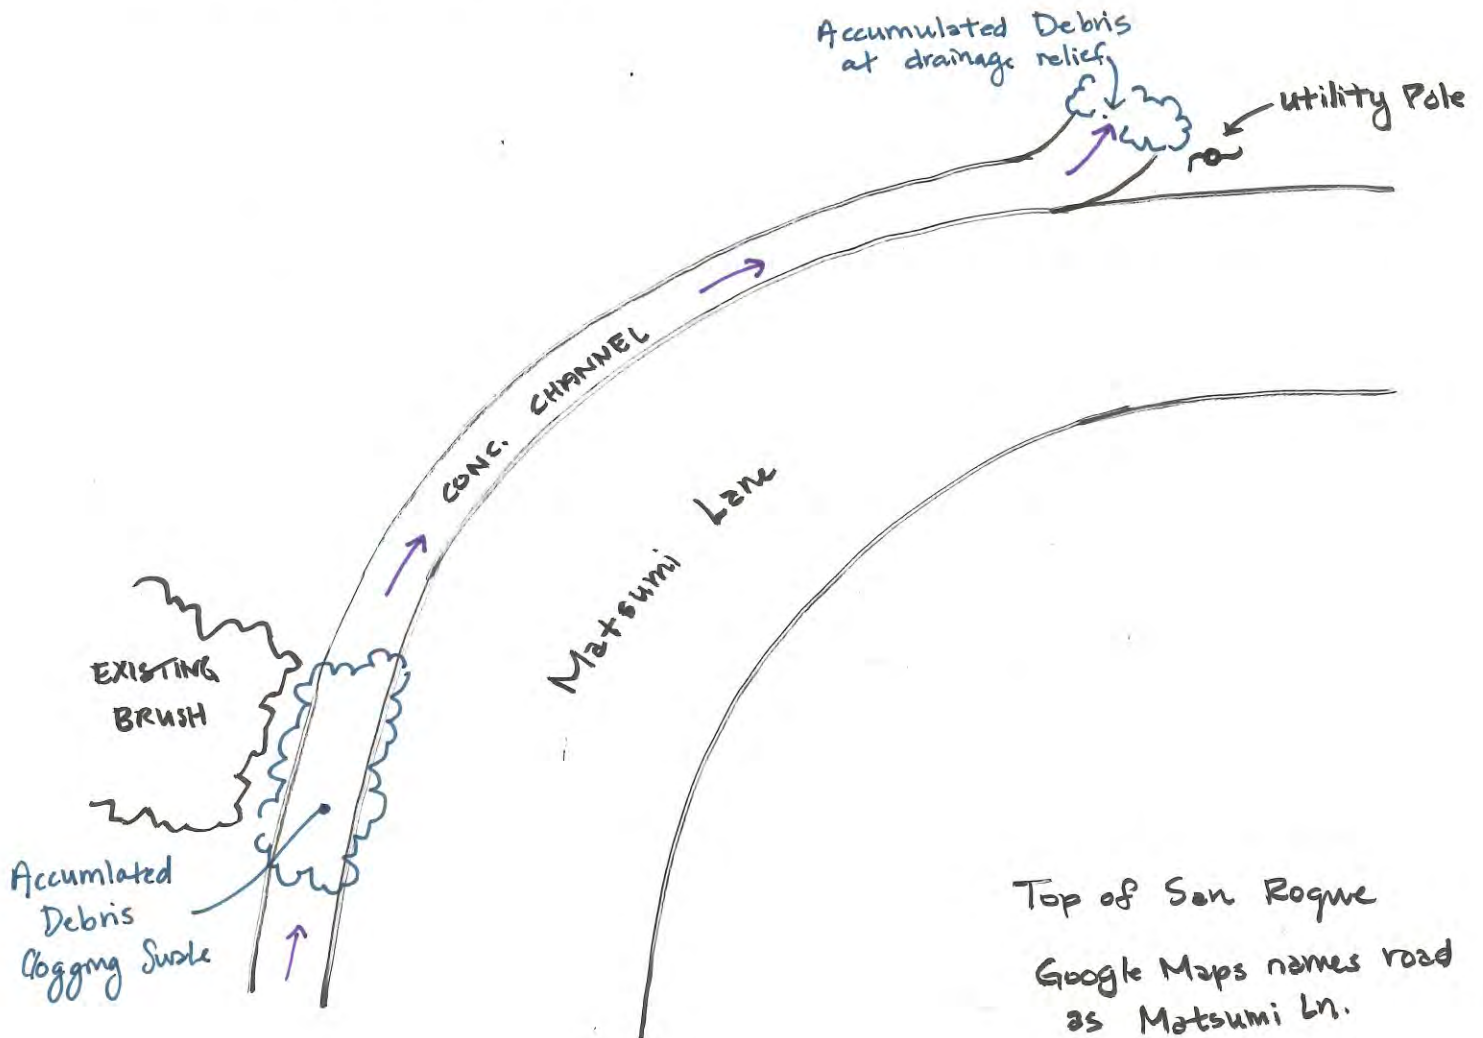 Accumulated Debris
at drainage relief
utility Pole
CONC. CHANNEL
Matsumi Lane
EXISTING
BRUSH
Accumlated
Debris
Clogging Swale
Top of San Roque
Google Maps names road
as Matsumi Ln.